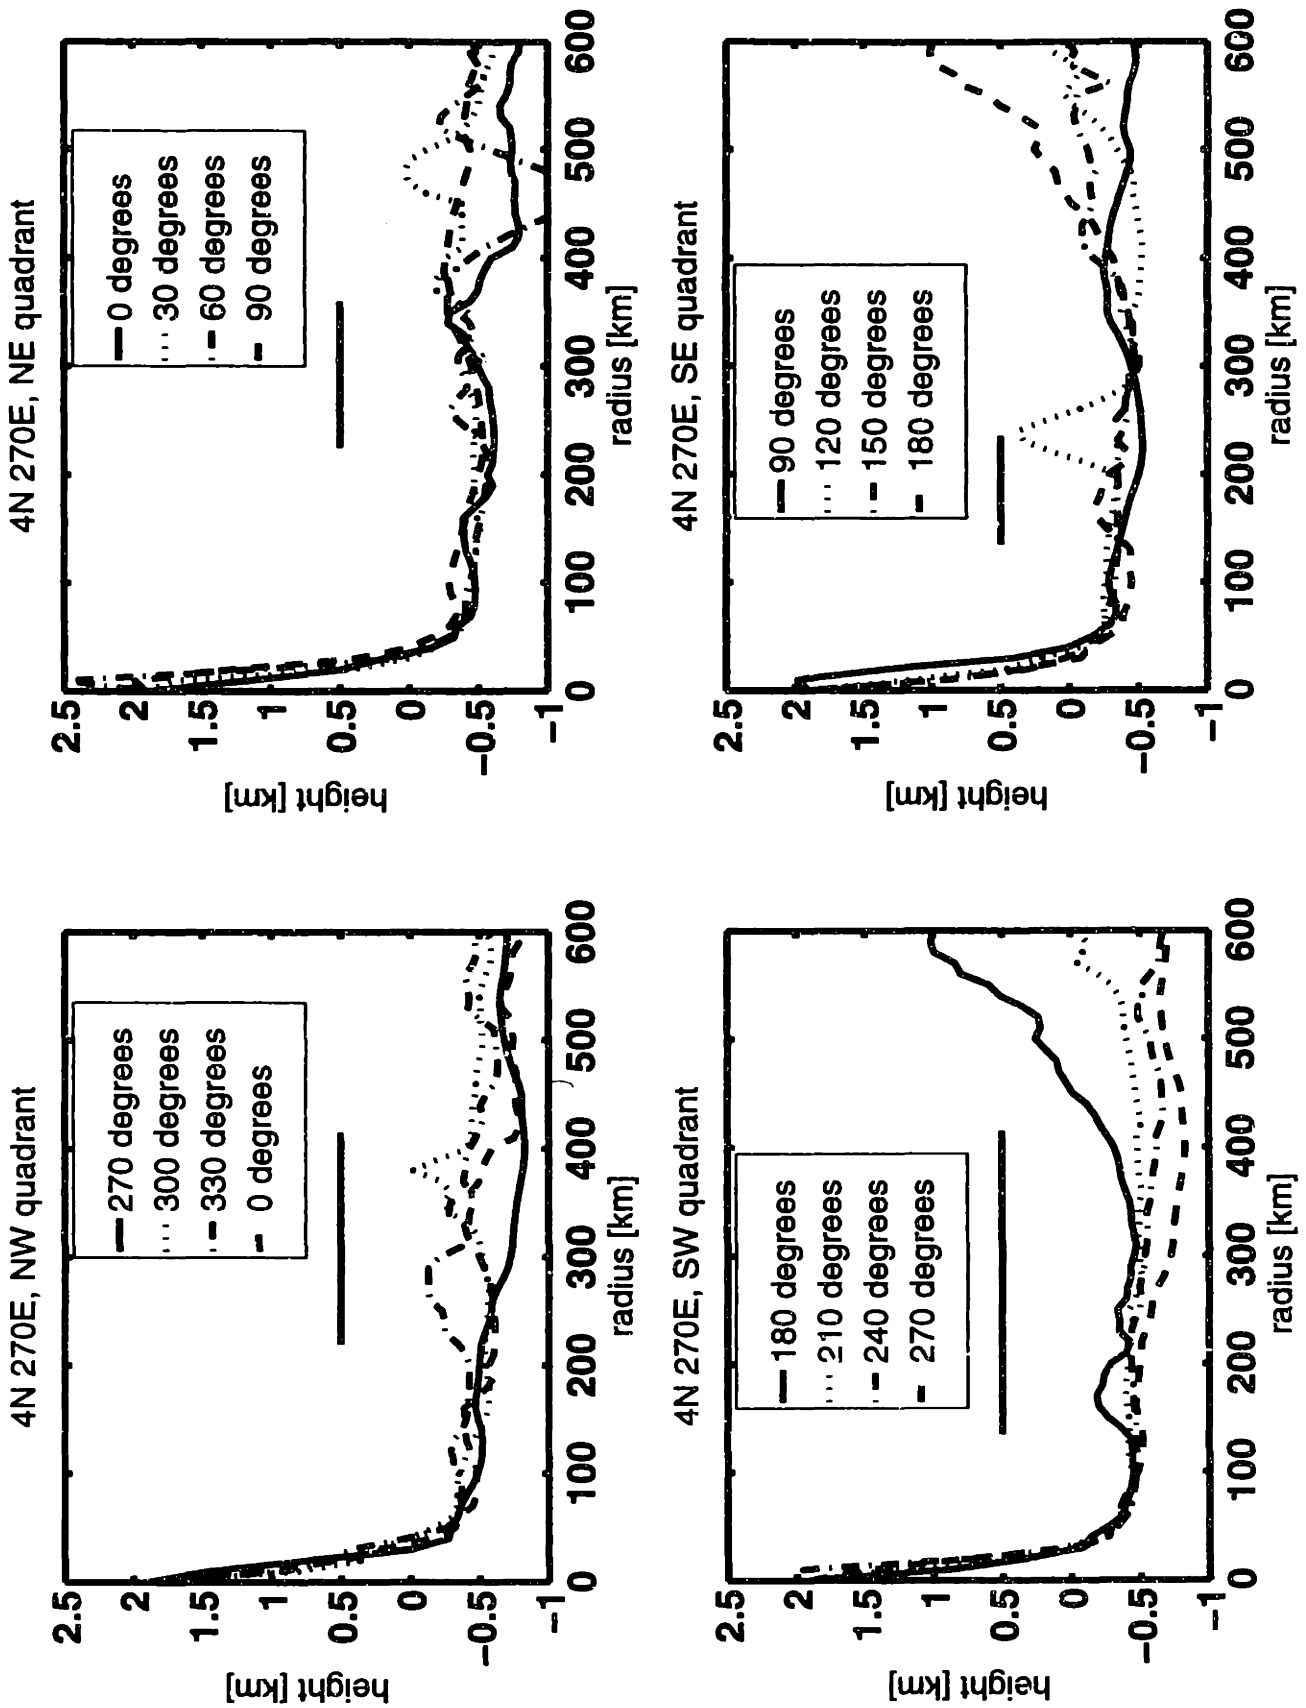 4N 270E, NW quadrant
height [km]
2.5
2
1.5
1
0.5
0
−0.5
−1
270 degrees
300 degrees
330 degrees
0 degrees
0
100
200
300
400
500
600
radius [km]
4N 270E, NE quadrant
height [km]
2.5
2
1.5
1
0.5
0
−0.5
−1
0 degrees
30 degrees
60 degrees
90 degrees
0
100
200
300
400
500
600
radius [km]
4N 270E, SW quadrant
height [km]
2.5
2
1.5
1
0.5
0
−0.5
−1
180 degrees
210 degrees
240 degrees
270 degrees
0
100
200
300
400
500
600
radius [km]
4N 270E, SE quadrant
height [km]
2.5
2
1.5
1
0.5
0
−0.5
−1
90 degrees
120 degrees
150 degrees
180 degrees
0
100
200
300
400
500
600
radius [km]